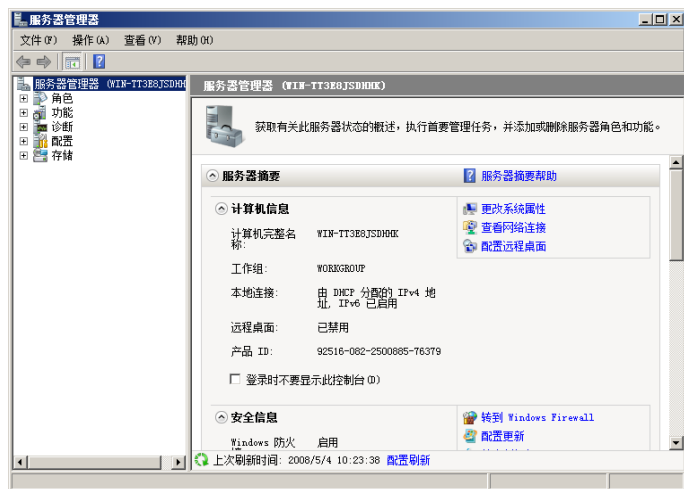 服务器管理器
文件(F) 操作(A) 查看(V) 帮助(H)
服务器管理器 (WIN-TT3E8JSDHH
角色
功能
诊断
配置
存储
服务器管理器 (WIN-TT3E8JSDHHK)
获取有关此服务器状态的概述，执行首要管理任务，并添加或删除服务器角色和功能。
服务器摘要
服务器摘要帮助
计算机信息
更改系统属性
查看网络连接
配置远程桌面
计算机完整名
称:
WIN-TT3E8JSDHHK
工作组: WORKGROUP
本地连接: 由 DHCP 分配的 IPv4 地
址, IPv6 已启用
远程桌面: 已禁用
产品 ID: 92516-082-2500885-76379
登录时不要显示此控制台(D)
安全信息
转到 Windows Firewall
配置更新
Windows 防火 启用
上次刷新时间: 2008/5/4 10:23:38 配置刷新